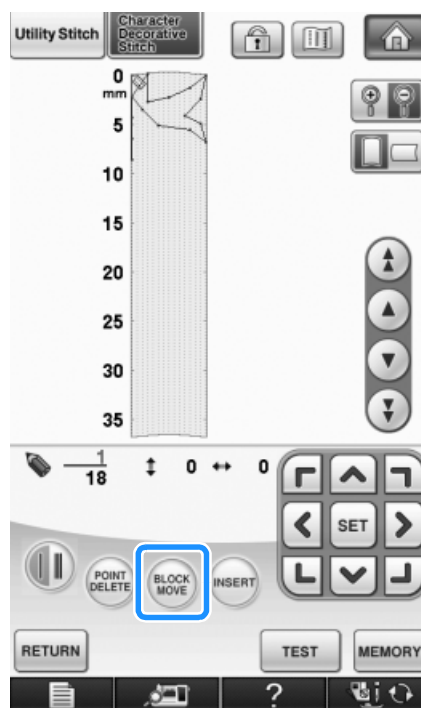 Utility Stitch
Character
Decorative
Stitch
0
mm
5
10
15
20
25
30
35
1
18
0
0
SET
POINT
DELETE
BLOCK
MOVE
INSERT
RETURN
TEST
MEMORY
?